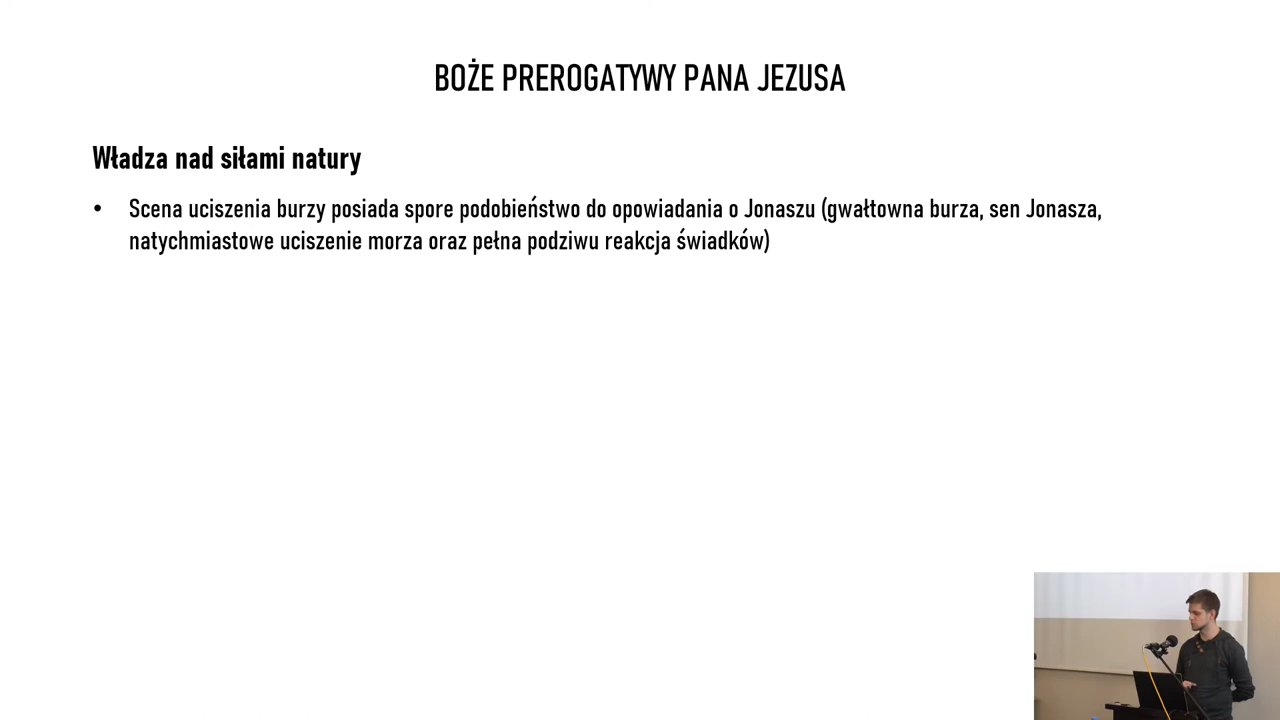 BOŻE PREROGATYWY PANA JEZUSA
Władza nad siłami natury
• Scena uciszenia burzy posiada spore podobieństwo do opowiadania o Jonaszu (gwałtowna burza, sen Jonasza,
natychmiastowe uciszenie morza oraz pełna podziwu reakcja świadków)